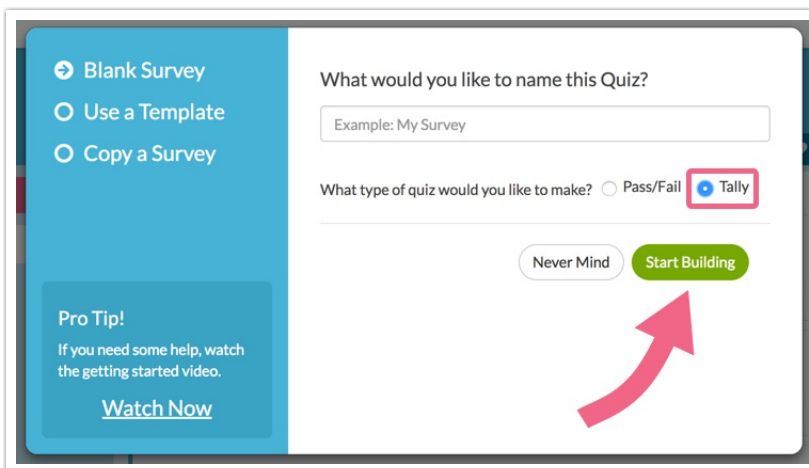 Blank Survey
Use a Template
Copy a Survey
Pro Tip!
If you need some help, watch
the getting started video.
Watch Now
What would you like to name this Quiz?
Example: My Survey
What type of quiz would you like to make? Pass/Fail Tally
Never Mind Start Building